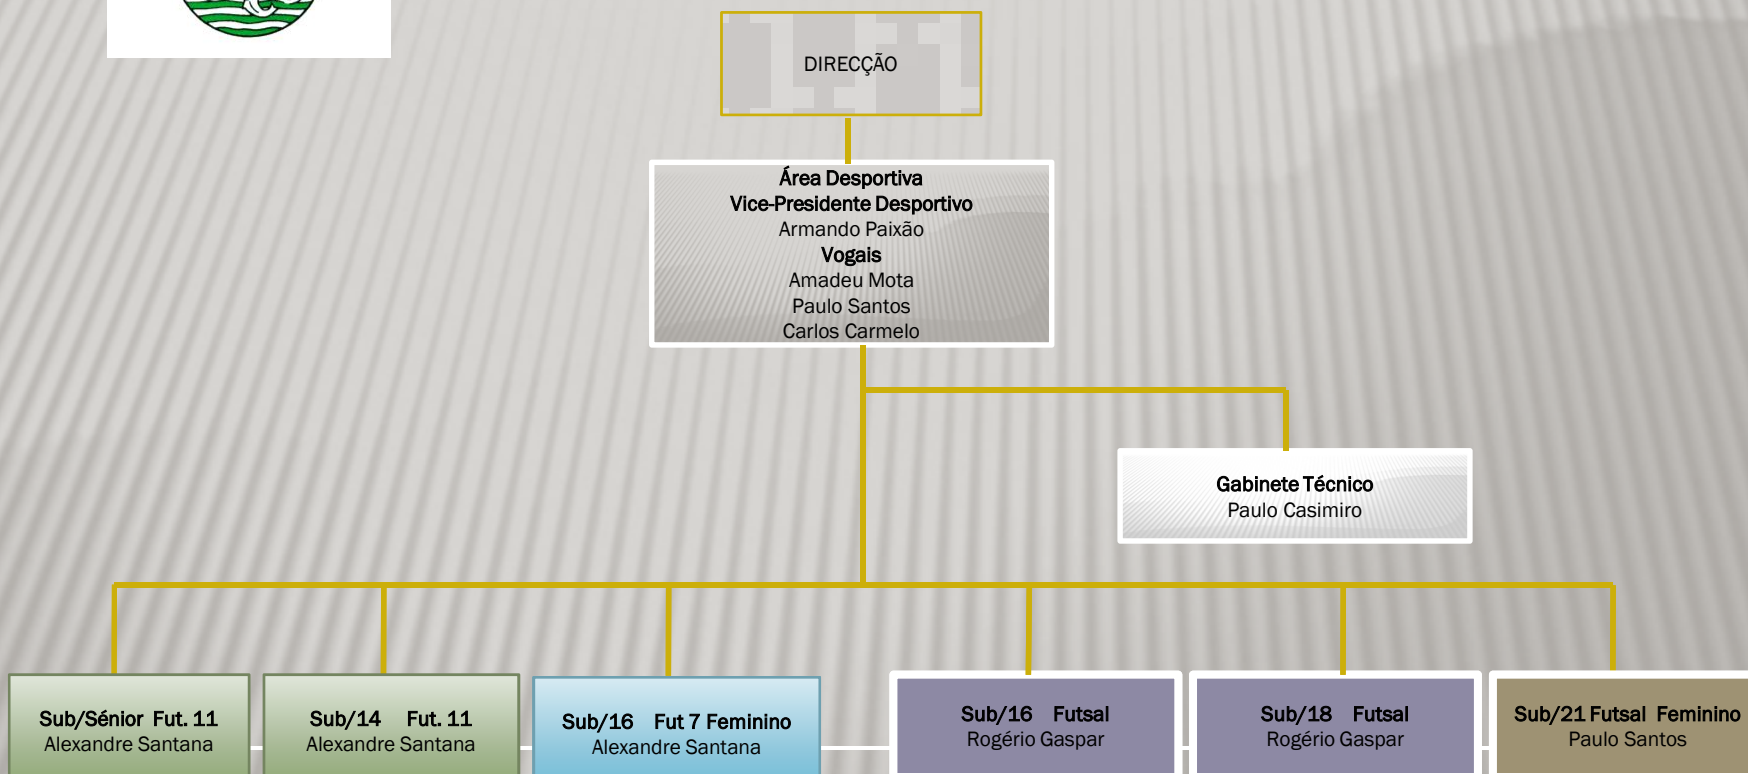 DIRECÇÃO
Área Desportiva
Vice-Presidente Desportivo
Armando Paixão
Vogais
Amadeu Mota
Paulo Santos
Carlos Carmelo
Gabinete Técnico
Paulo Casimiro
Sub/Sénior Fut. 11
Alexandre Santana
Sub/14 Fut. 11
Alexandre Santana
Sub/16 Fut 7 Feminino
Alexandre Santana
Sub/16 Futsal
Rogério Gaspar
Sub/18 Futsal
Rogério Gaspar
Sub/21 Futsal Feminino
Paulo Santos